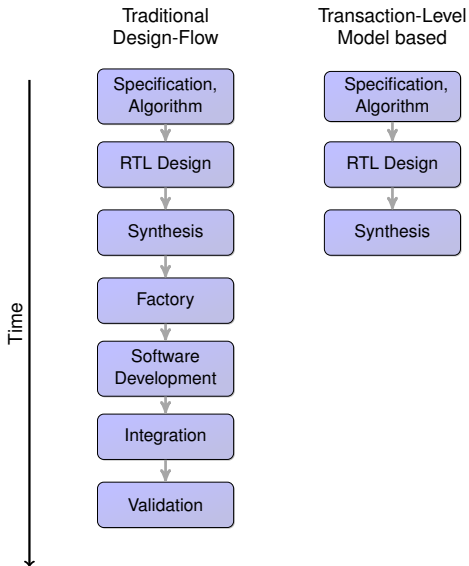 Traditional
Design-Flow
Transaction-Level
Model based
Specification,
Algorithm
RTL Design
Synthesis
Factory
Software
Development
Integration
Validation
Specification,
Algorithm
RTL Design
Synthesis
Time